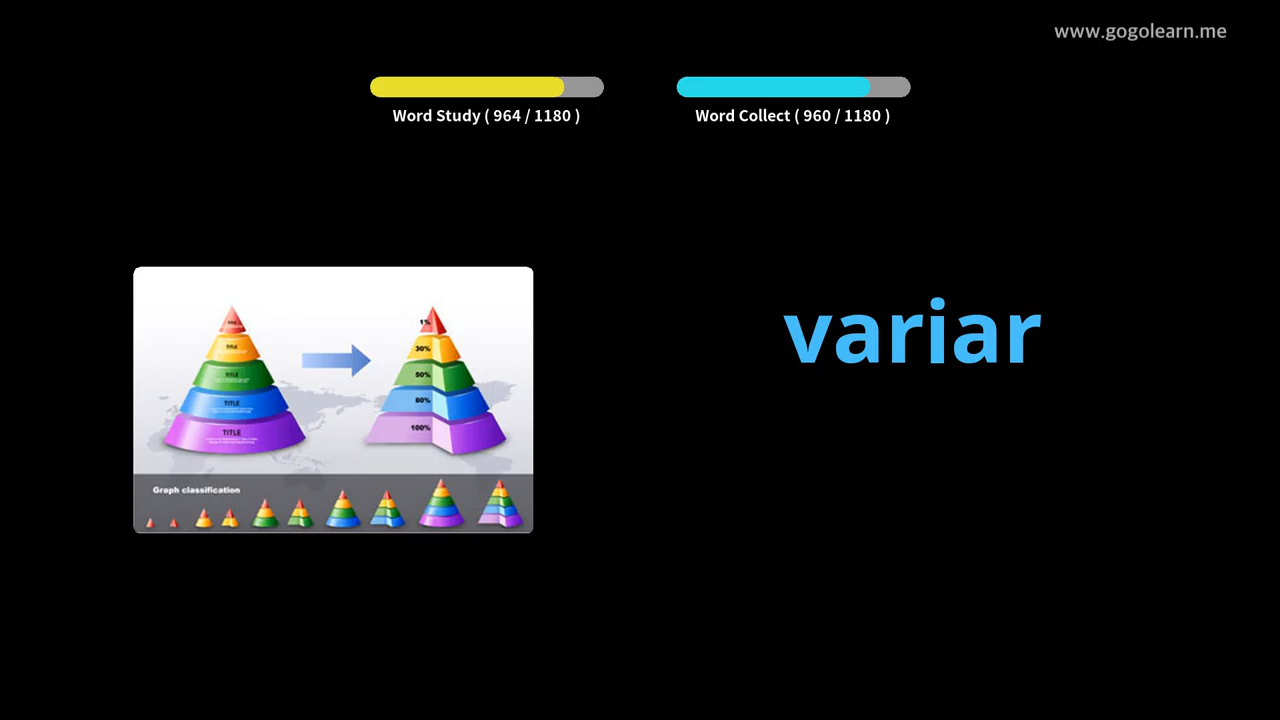 www.gogolearn.me
Word Study ( 964 / 1180 )
Word Collect ( 960 / 1180 )
variar
TITLE
TITLE
TITLE
TITLE
1%
30%
50%
80%
100%
Graph classification